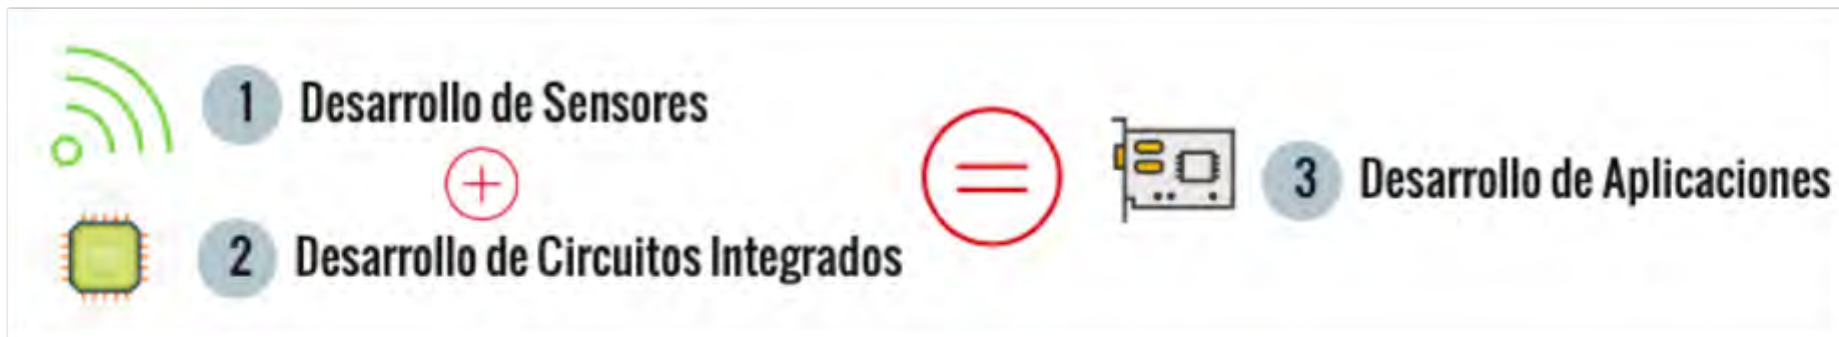 1 Desarrollo de Sensores
+
2 Desarrollo de Circuitos Integrados
=
3 Desarrollo de Aplicaciones